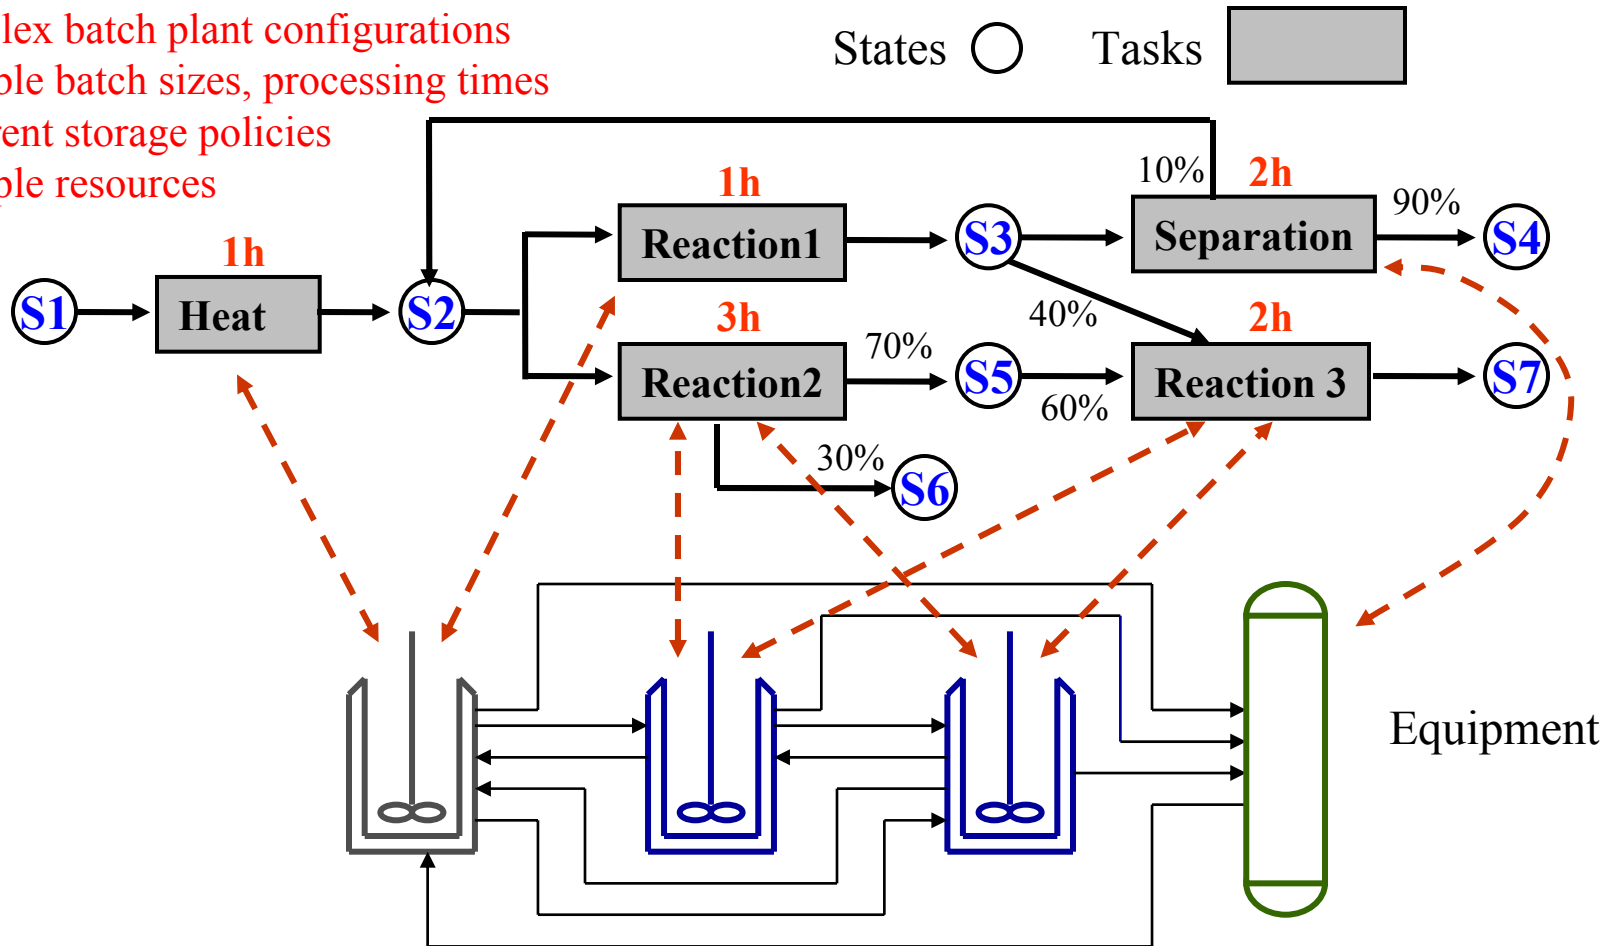 lex batch plant configurations
ble batch sizes, processing times
rent storage policies
ple resources
States
Tasks
10%
2h
90%
1h
Reaction1
S3
Separation
S4
1h
S1
Heat
S2
40%
3h
2h
70%
Reaction2
S5
60%
Reaction 3
S7
30%
S6
Equipment